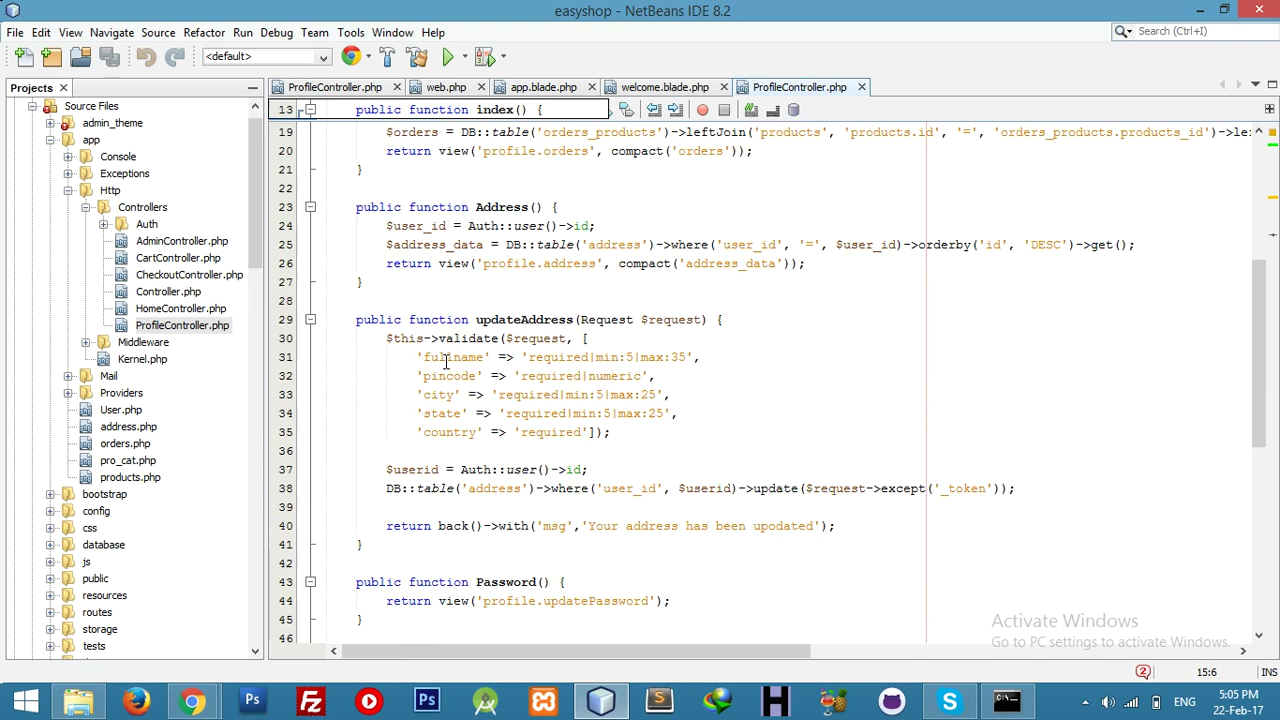 easyshop - NetBeans IDE 8.2
File Edit View Navigate Source Refactor Run Debug Team Tools Window Help
Search (Ctrl+I)
<default>
Projects
ProfileController.php web.php app.blade.php welcome.blade.php ProfileController.php
Source Files
admin_theme
app
Console
Exceptions
Http
Controllers
Auth
AdminController.php
CartController.php
CheckoutController.php
Controller.php
HomeController.php
ProfileController.php
Middleware
Kernel.php
Mail
Providers
User.php
address.php
orders.php
pro_cat.php
products.php
bootstrap
config
css
database
js
public
resources
routes
storage
tests
13 public function index() {
19 $orders = DB::table('orders_products')->leftJoin('products', 'products.id', '=', 'orders_products.products_id')->le
20 return view('profile.orders', compact('orders'));
21 }
22
23 public function Address() {
24 $user_id = Auth::user()->id;
25 $address_data = DB::table('address')->where('user_id', '=', $user_id)->orderby('id', 'DESC')->get();
26 return view('profile.address', compact('address_data'));
27 }
28
29 public function updateAddress(Request $request) {
30 $this->validate($request, [
31 'fullname' => 'required|min:5|max:35',
32 'pincode' => 'required|numeric',
33 'city' => 'required|min:5|max:25',
34 'state' => 'required|min:5|max:25',
35 'country' => 'required']);
36
37 $userid = Auth::user()->id;
38 DB::table('address')->where('user_id', $userid)->update($request->except('_token'));
39
40 return back()->with('msg','Your address has been upodated');
41 }
42
43 public function Password() {
44 return view('profile.updatePassword');
45 }
46
Activate Windows
Go to PC settings to activate Windows.
2 15:6 INS
Ps Fz Ps S H S
ENG
5:05 PM
22-Feb-17